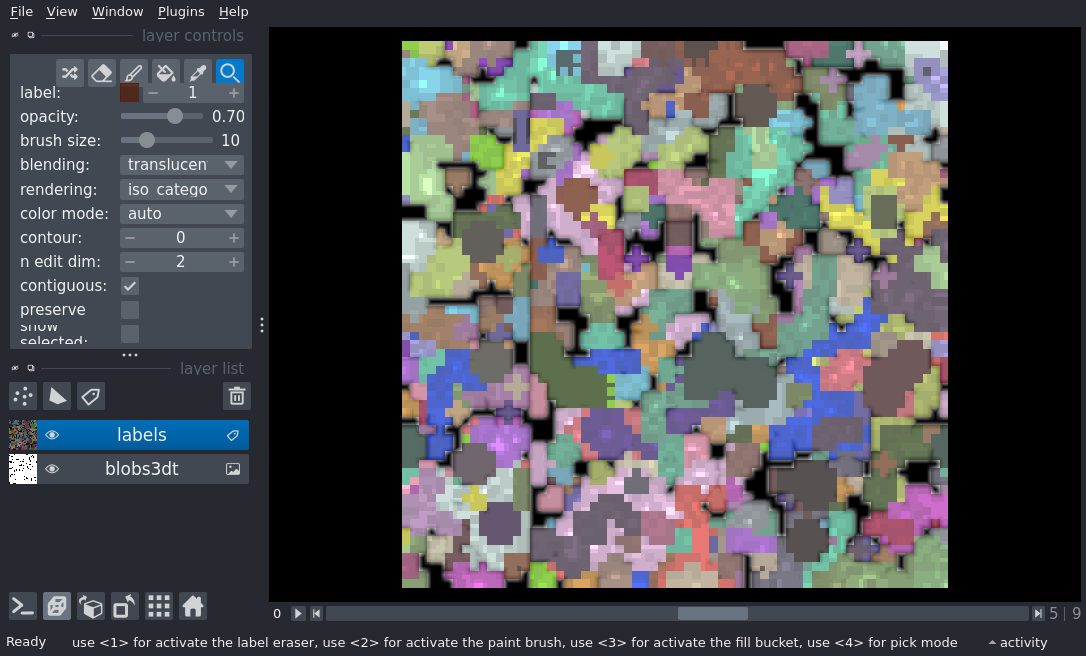 File View Window Plugins Help
layer controls
label: 1
opacity: 0.70
brush size: 10
blending: translucen
rendering: iso_catego
color mode: auto
contour: 0
n edit dim: 2
contiguous:
preserve
show
selected:
layer list
labels
blobs3dt
0 5 | 9
Ready use <1> for activate the label eraser, use <2> for activate the paint brush, use <3> for activate the fill bucket, use <4> for pick mode activity